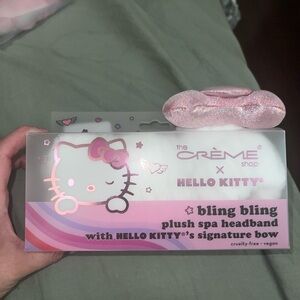 the
CRÈME®
shop
x
HELLO KITTY®
bling bling
plush spa headband
with HELLO KITTY's signature bow
cruelty-free • vegan